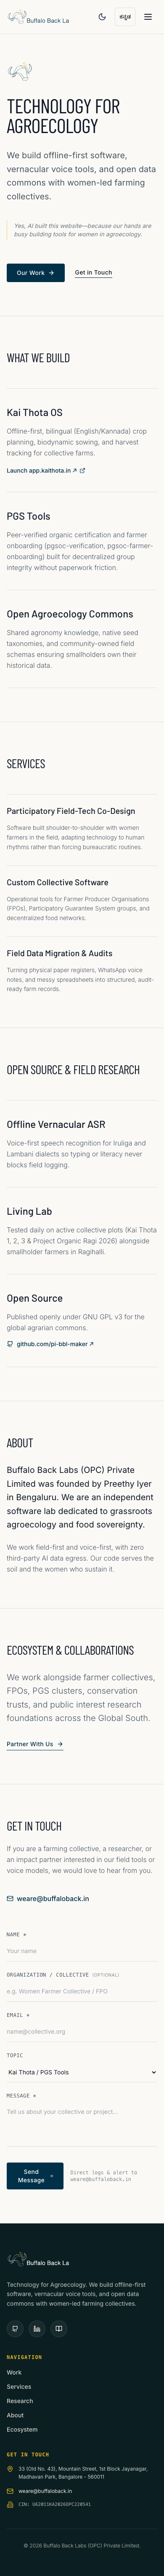 Buffalo Back La
ಕನ್ನಡ
TECHNOLOGY FOR
AGROECOLOGY
We build offline-first software,
vernacular voice tools, and open data
commons with women-led farming
collectives.
Yes, AI built this website—because our hands are
busy building tools for women in agroecology.
Our Work →
Get in Touch
WHAT WE BUILD
Kai Thota OS
Offline-first, bilingual (English/Kannada) crop
planning, biodynamic sowing, and harvest
tracking for collective farms.
Launch app.kaithota.in ↗
PGS Tools
Peer-verified organic certification and farmer
onboarding (pgsoc-verification, pgsoc-farmer-
onboarding) built for decentralized group
integrity without paperwork friction.
Open Agroecology Commons
Shared agronomy knowledge, native seed
taxonomies, and community-owned field
schemas ensuring smallholders own their
historical data.
SERVICES
Participatory Field-Tech Co-Design
Software built shoulder-to-shoulder with women
farmers in the field, adapting technology to human
rhythms rather than forcing bureaucratic routines.
Custom Collective Software
Operational tools for Farmer Producer Organisations
(FPOs), Participatory Guarantee System groups, and
decentralized food networks.
Field Data Migration & Audits
Turning physical paper registers, WhatsApp voice
notes, and messy spreadsheets into structured, audit-
ready farm records.
OPEN SOURCE & FIELD RESEARCH
Offline Vernacular ASR
Voice-first speech recognition for Iruliga and
Lambani dialects so typing or literacy never
blocks field logging.
Living Lab
Tested daily on active collective plots (Kai Thota
1, 2, 3 & Project Organic Ragi 2026) alongside
smallholder farmers in Ragihalli.
Open Source
Published openly under GNU GPL v3 for the
global agrarian commons.
github.com/pi-bbl-maker ↗
ABOUT
Buffalo Back Labs (OPC) Private
Limited was founded by Preethy Iyer
in Bengaluru. We are an independent
software lab dedicated to grassroots
agroecology and food sovereignty.
We work field-first and voice-first, with zero
third-party AI data egress. Our code serves the
soil and the women who sustain it.
ECOSYSTEM & COLLABORATIONS
We work alongside farmer collectives,
FPOs, PGS clusters, conservation
trusts, and public interest research
foundations across the Global South.
Partner With Us →
GET IN TOUCH
If you are a farming collective, a researcher, or
an impact partner interested in field tools or
voice models, we would love to hear from you.
weare@buffaloback.in
NAME *
Your name
ORGANIZATION / COLLECTIVE (OPTIONAL)
e.g. Women Farmer Collective / FPO
EMAIL *
name@collective.org
TOPIC
Kai Thota / PGS Tools
MESSAGE *
Tell us about your collective or project...
Send
Message
Direct logs & alert to
weare@buffaloback.in
Buffalo Back La
Technology for Agroecology. We build offline-first
software, vernacular voice tools, and open data
commons with women-led farming collectives.
NAVIGATION
Work
Services
Research
About
Ecosystem
GET IN TOUCH
33 (Old No. 43), Mountain Street, 1st Block Jayanagar,
Madhavan Park, Bangalore - 560011
weare@buffaloback.in
© 2026 Buffalo Back Labs (OPC) Private Limited.